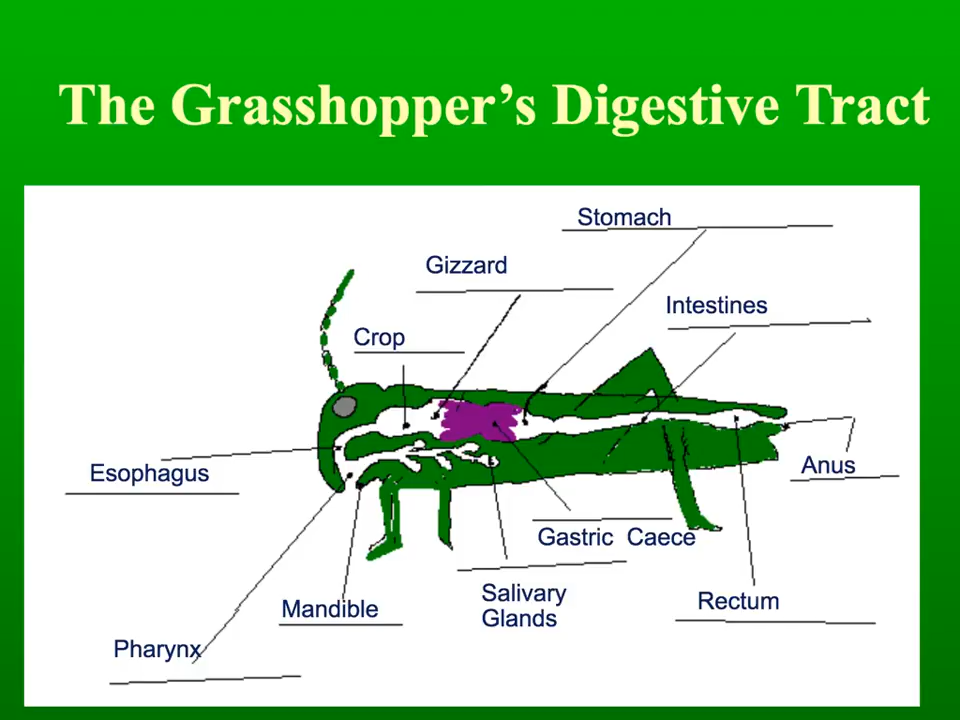 The Grasshopper’s Digestive Tract
Stomach
Gizzard
Intestines
Crop
Esophagus
Anus
Gastric Caece
Salivary
Glands
Rectum
Mandible
Pharynx